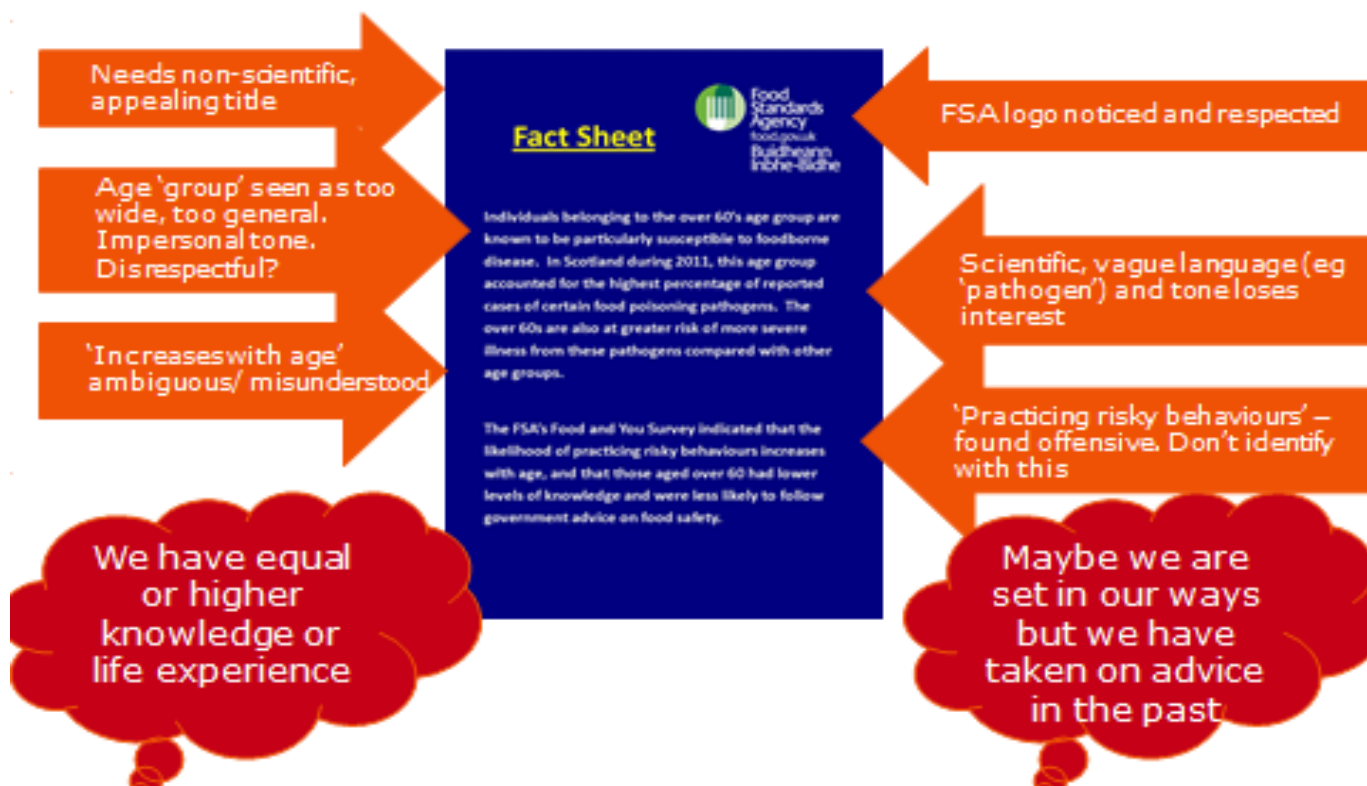 Needs non-scientific,
appealing title
Age ‘group’ seen as too
wide, too general.
Impersonal tone.
Disrespectful?
‘Increases with age’
ambiguous/ misunderstood
Fact Sheet
Food
Standards
Agency
food.gov.uk
Buidheann
Inbhe-Bidhe
Individuals belonging to the over 60's age group are
known to be particularly susceptible to foodborne
disease. In Scotland during 2011, this age group
accounted for the highest percentage of reported
cases of certain food poisoning pathogens. The
over 60s are also at greater risk of more severe
illness from these pathogens compared with other
age groups.
The FSA's Food and You Survey indicated that the
likelihood of practicing risky behaviours increases
with age, and that those aged over 60 had lower
levels of knowledge and were less likely to follow
government advice on food safety.
FSA logo noticed and respected
Scientific, vague language (eg
‘pathogen’) and tone loses
interest
‘Practicing risky behaviours’ –
found offensive. Don’t identify
with this
We have equal
or higher
knowledge or
life experience
Maybe we are
set in our ways
but we have
taken on advice
in the past